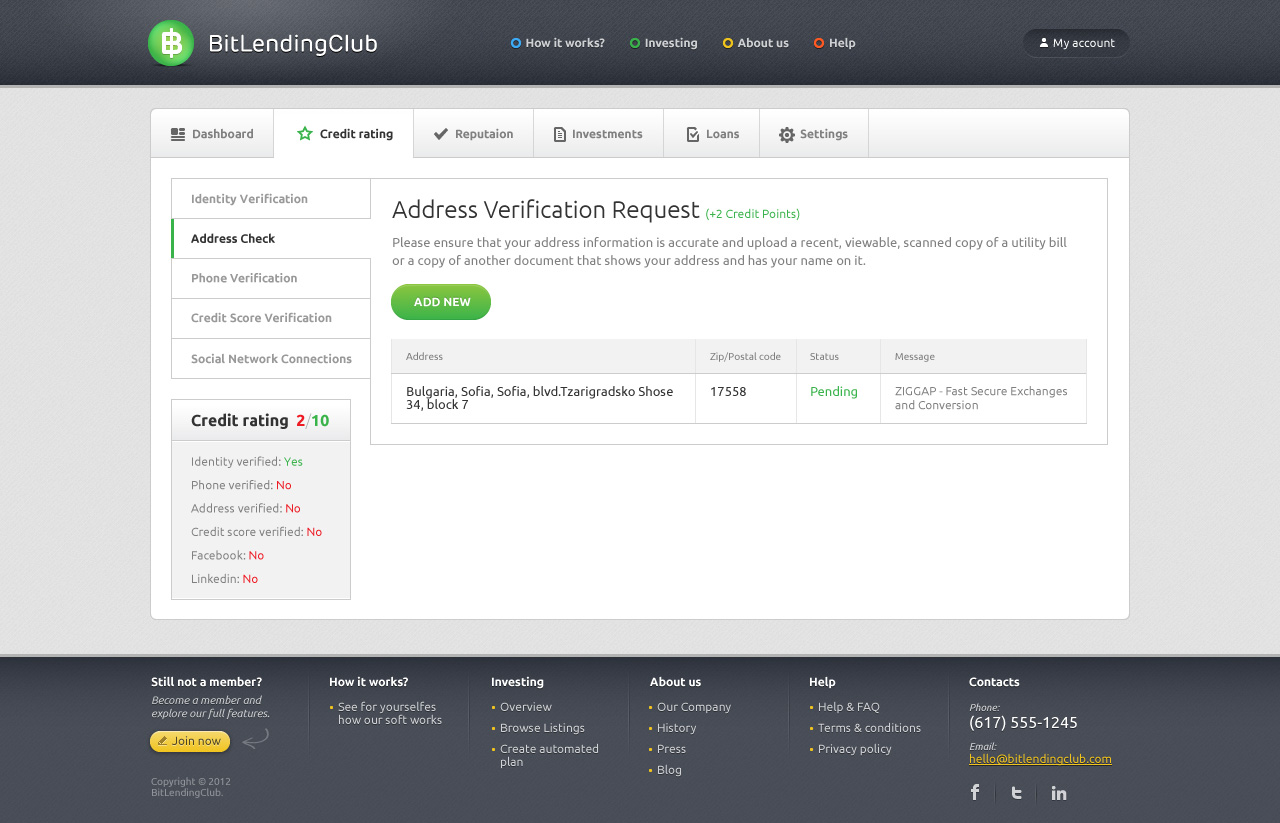 BitLendingClub
How it works?
Investing
About us
Help
My account
Dashboard
Credit rating
Reputaion
Investments
Loans
Settings
Identity Verification
Address Check
Phone Verification
Credit Score Verification
Social Network Connections
Credit rating 2/10
Identity verified: Yes
Phone verified: No
Address verified: No
Credit score verified: No
Facebook: No
Linkedin: No
Address Verification Request (+2 Credit Points)
Please ensure that your address information is accurate and upload a recent, viewable, scanned copy of a utility bill
or a copy of another document that shows your address and has your name on it.
ADD NEW
Address
Zip/Postal code
Status
Message
Bulgaria, Sofia, Sofia, blvd.Tzarigradsko Shose
34, block 7
17558
Pending
ZIGGAP - Fast Secure Exchanges
and Conversion
Still not a member?
Become a member and
explore our full features.
Join now
Copyright © 2012
BitLendingClub.
How it works?
See for yourselfes
how our soft works
Investing
Overview
Browse Listings
Create automated
plan
About us
Our Company
History
Press
Blog
Help
Help & FAQ
Terms & conditions
Privacy policy
Contacts
Phone:
(617) 555-1245
Email:
hello@bitlendingclub.com